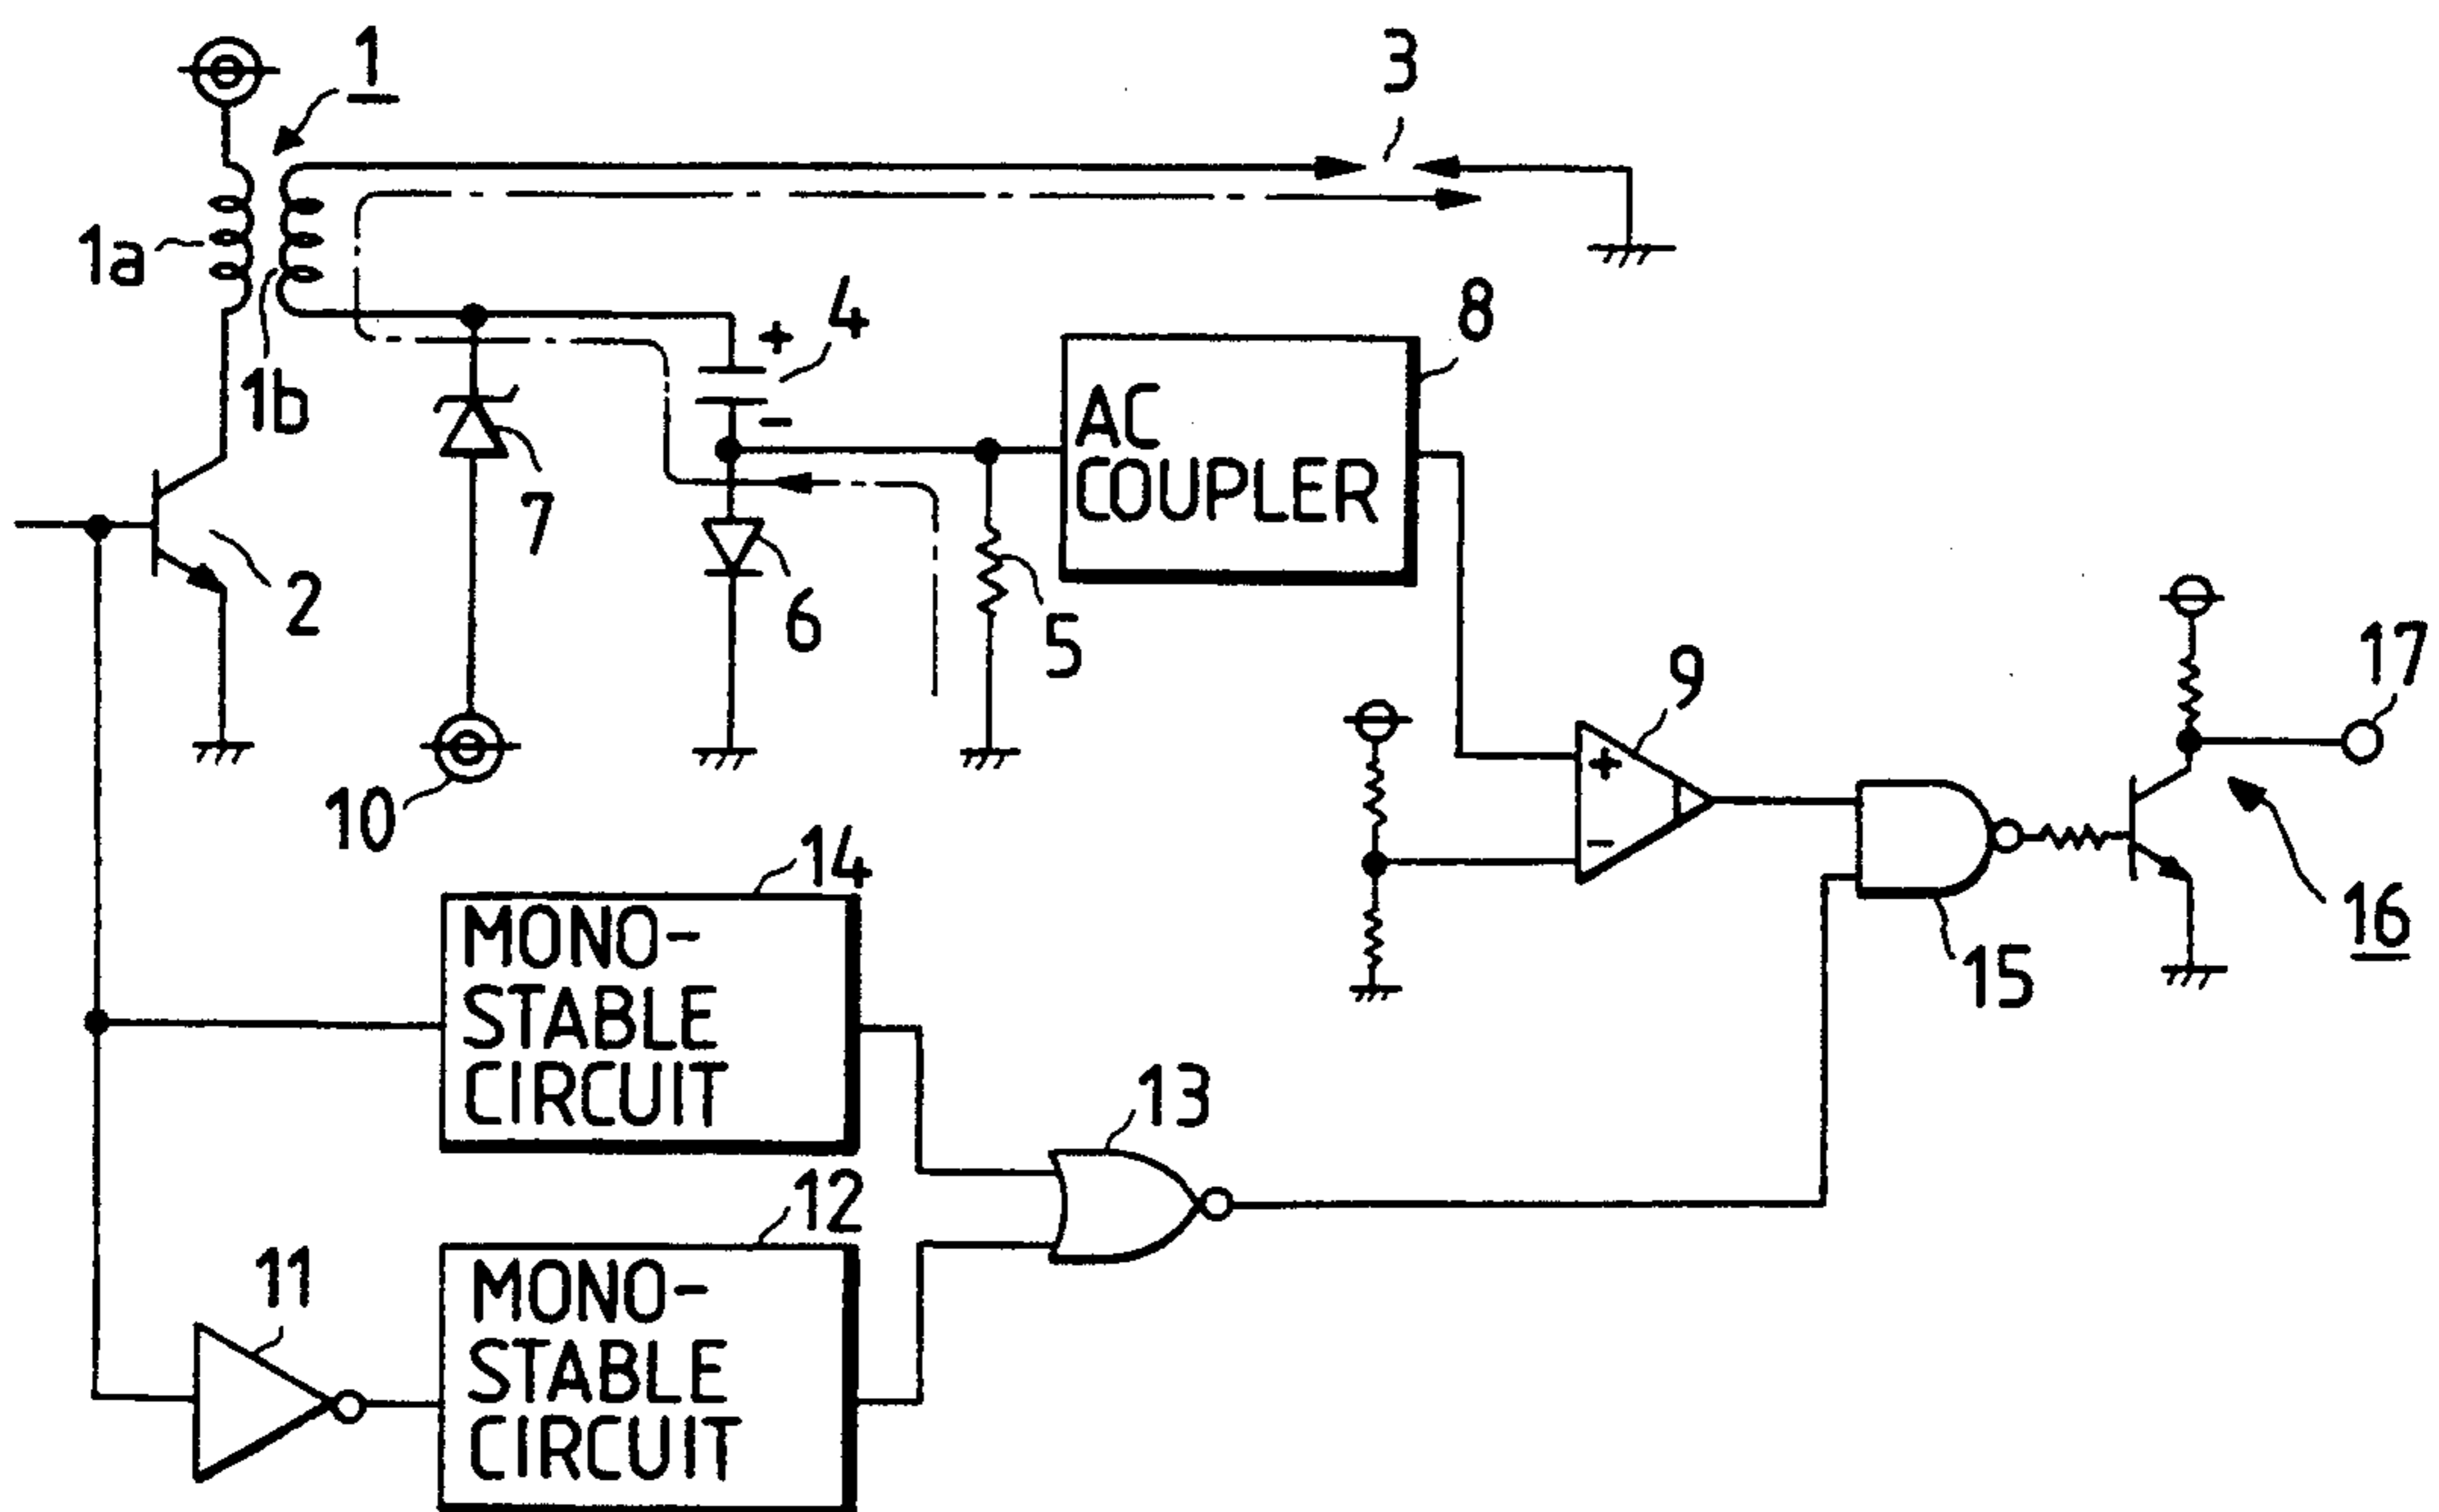 1
3
1a
+
4
8
1b
-
AC
COUPLER
7
2
6
5
17
9
+
-
10
14
MONO-
STABLE
CIRCUIT
16
15
13
12
11
MONO-
STABLE
CIRCUIT